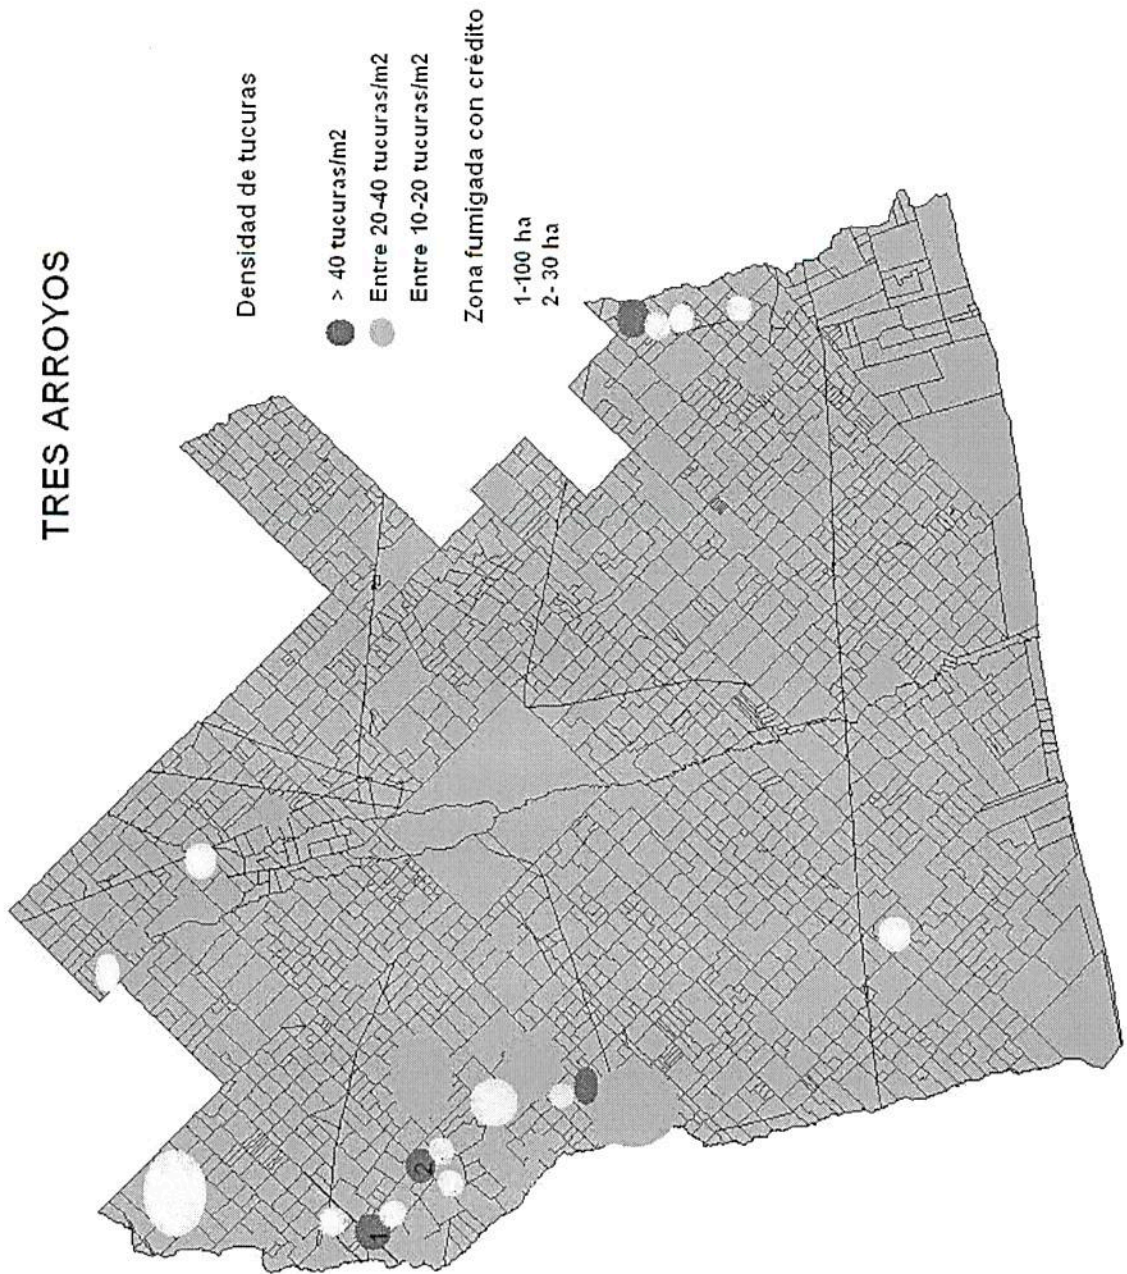 TRES ARROYOS
Densidad de tucuras
> 40 tucuras/m2
Entre 20-40 tucuras/m2
Entre 10-20 tucuras/m2
Zona fumigada con crédito
1-100 ha
2- 30 ha
1
2